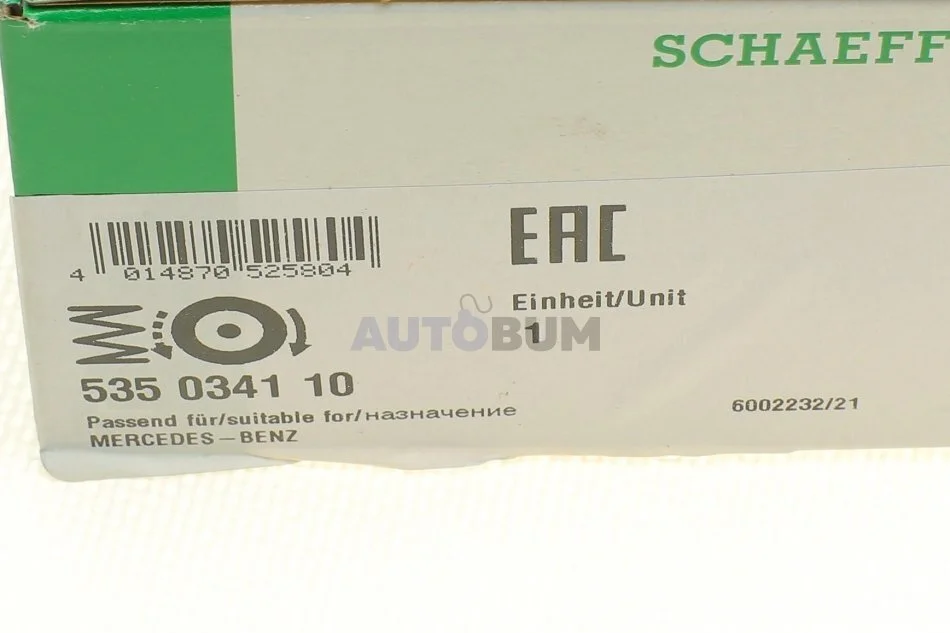 SCHAEFF
EAC
4 014870 525804
Einheit/Unit
1
AUTOBUM
535 0341 10
6002232/21
Passend für/suitable for/назначение
MERCEDES-BENZ